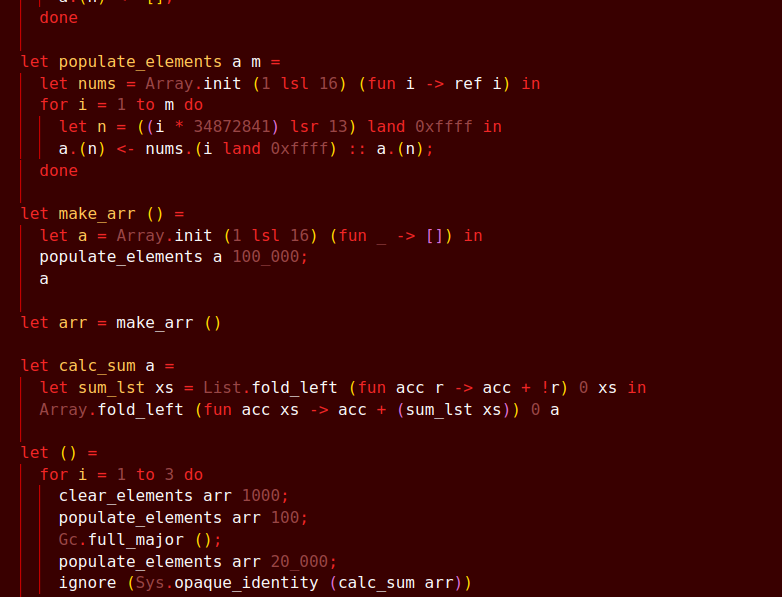 done
let populate_elements a m =
let nums = Array.init (1 lsl 16) (fun i -> ref i) in
for i = 1 to m do
let n = ((i * 34872841) lsr 13) land 0xffff in
a.(n) <- nums.(i land 0xffff) :: a.(n);
done
let make_arr () =
let a = Array.init (1 lsl 16) (fun _ -> []) in
populate_elements a 100_000;
a
let arr = make_arr ()
let calc_sum a =
let sum_lst xs = List.fold_left (fun acc r -> acc + !r) 0 xs in
Array.fold_left (fun acc xs -> acc + (sum_lst xs)) 0 a
let () =
for i = 1 to 3 do
clear_elements arr 1000;
populate_elements arr 100;
Gc.full_major ();
populate_elements arr 20_000;
ignore (Sys.opaque_identity (calc_sum arr))